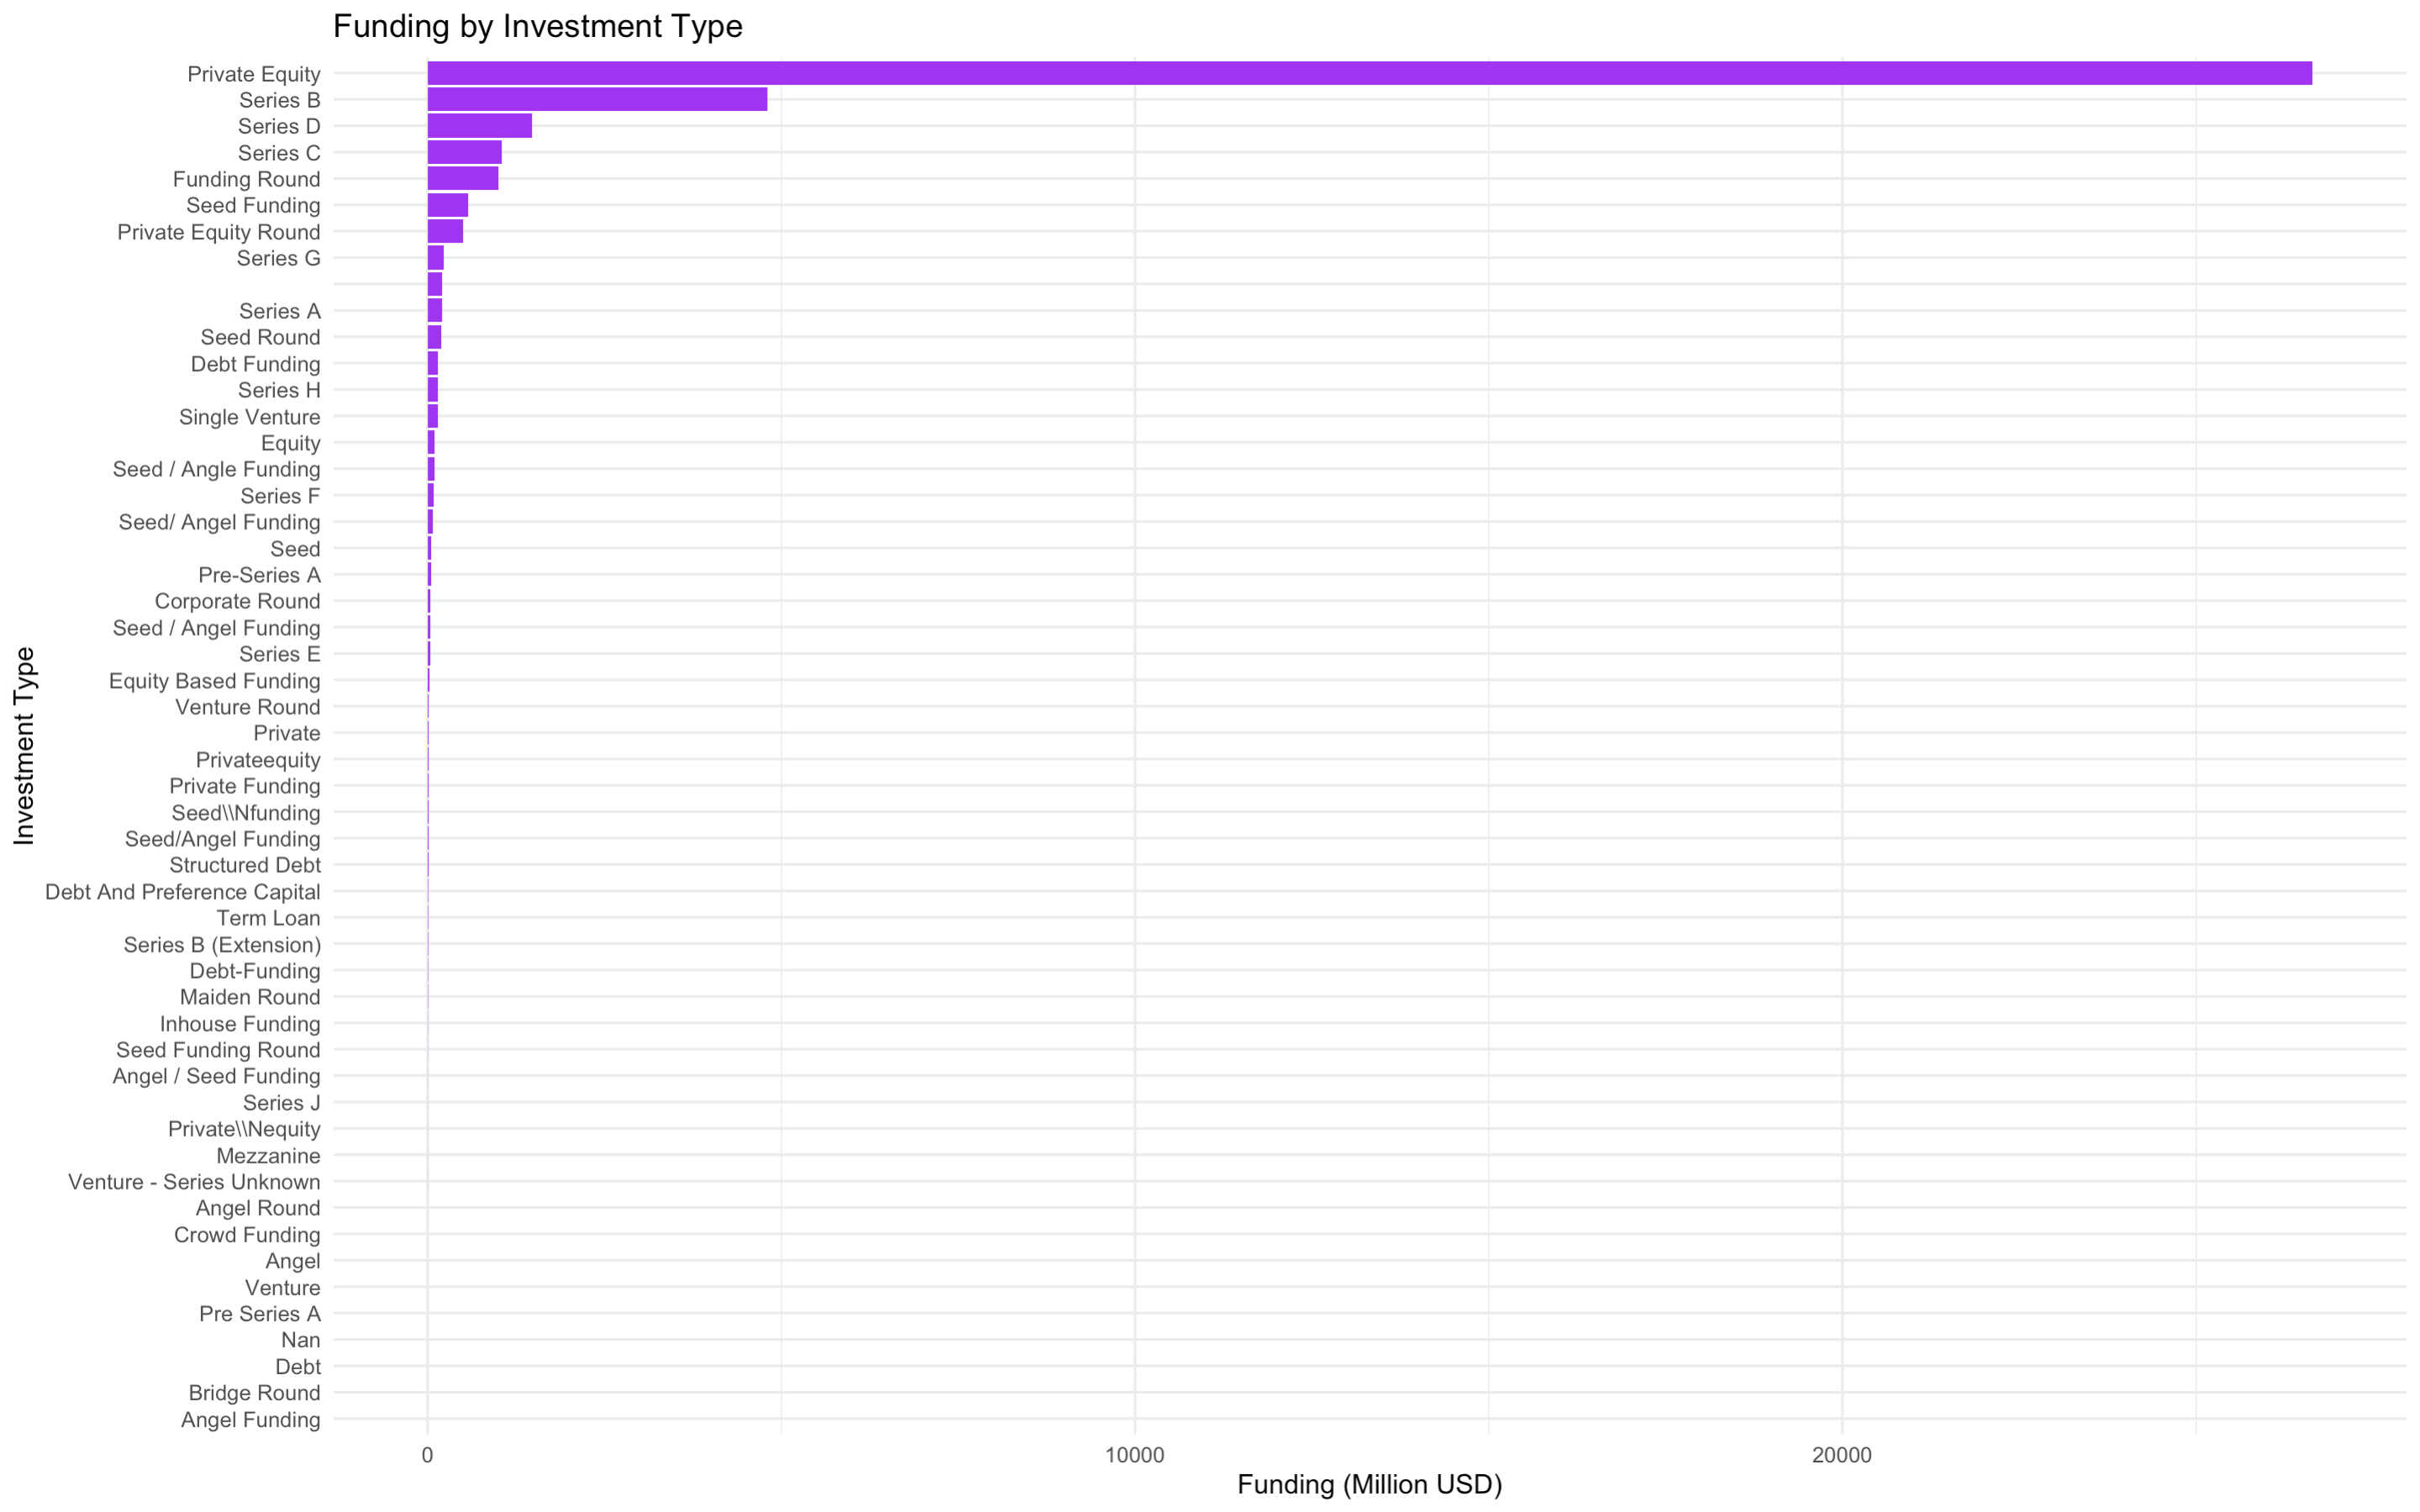 Funding by Investment Type
Private Equity
Series B
Series D
Series C
Funding Round
Seed Funding
Private Equity Round
Series G
Series A
Seed Round
Debt Funding
Series H
Single Venture
Equity
Seed / Angle Funding
Series F
Seed/ Angel Funding
Seed
Pre-Series A
Corporate Round
Seed / Angel Funding
Series E
Equity Based Funding
Venture Round
Private
Privateequity
Private Funding
Seed\\Nfunding
Seed/Angel Funding
Structured Debt
Debt And Preference Capital
Term Loan
Series B (Extension)
Debt-Funding
Maiden Round
Inhouse Funding
Seed Funding Round
Angel / Seed Funding
Series J
Private\\Nequity
Mezzanine
Venture - Series Unknown
Angel Round
Crowd Funding
Angel
Venture
Pre Series A
Nan
Debt
Bridge Round
Angel Funding
Investment Type
0 10000 20000
Funding (Million USD)